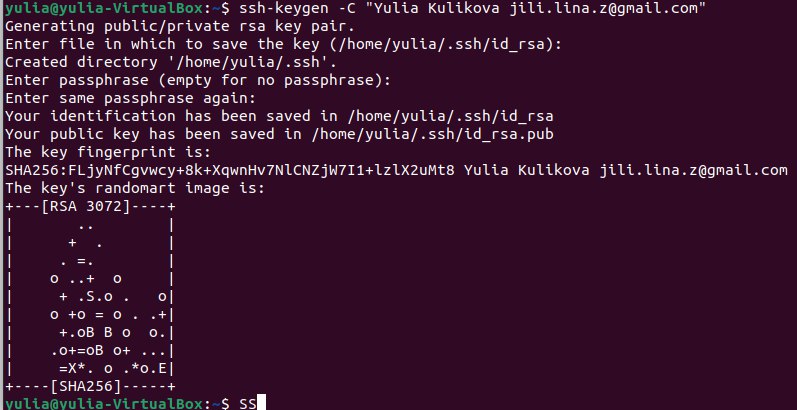 yulia@yulia-VirtualBox:~$ ssh-keygen -C "Yulia Kulikova jili.lina.z@gmail.com"
Generating public/private rsa key pair.
Enter file in which to save the key (/home/yulia/.ssh/id_rsa):
Created directory '/home/yulia/.ssh'.
Enter passphrase (empty for no passphrase):
Enter same passphrase again:
Your identification has been saved in /home/yulia/.ssh/id_rsa
Your public key has been saved in /home/yulia/.ssh/id_rsa.pub
The key fingerprint is:
SHA256:FLjyNfCgvwcy+8k+XqwnHv7NlCNZjW7I1+lzlX2uMt8 Yulia Kulikova jili.lina.z@gmail.com
The key's randomart image is:
+---[RSA 3072]----+
|        ..       |
|       +  .      |
|      . =.       |
|     o ..+  o    |
|      + .S.o .  o|
|     o +o = o . .+|
|      +.oB B o  o.|
|     .o+=oB o+ ...|
|      =X*. o .*o.E|
+----[SHA256]-----+
yulia@yulia-VirtualBox:~$ SS